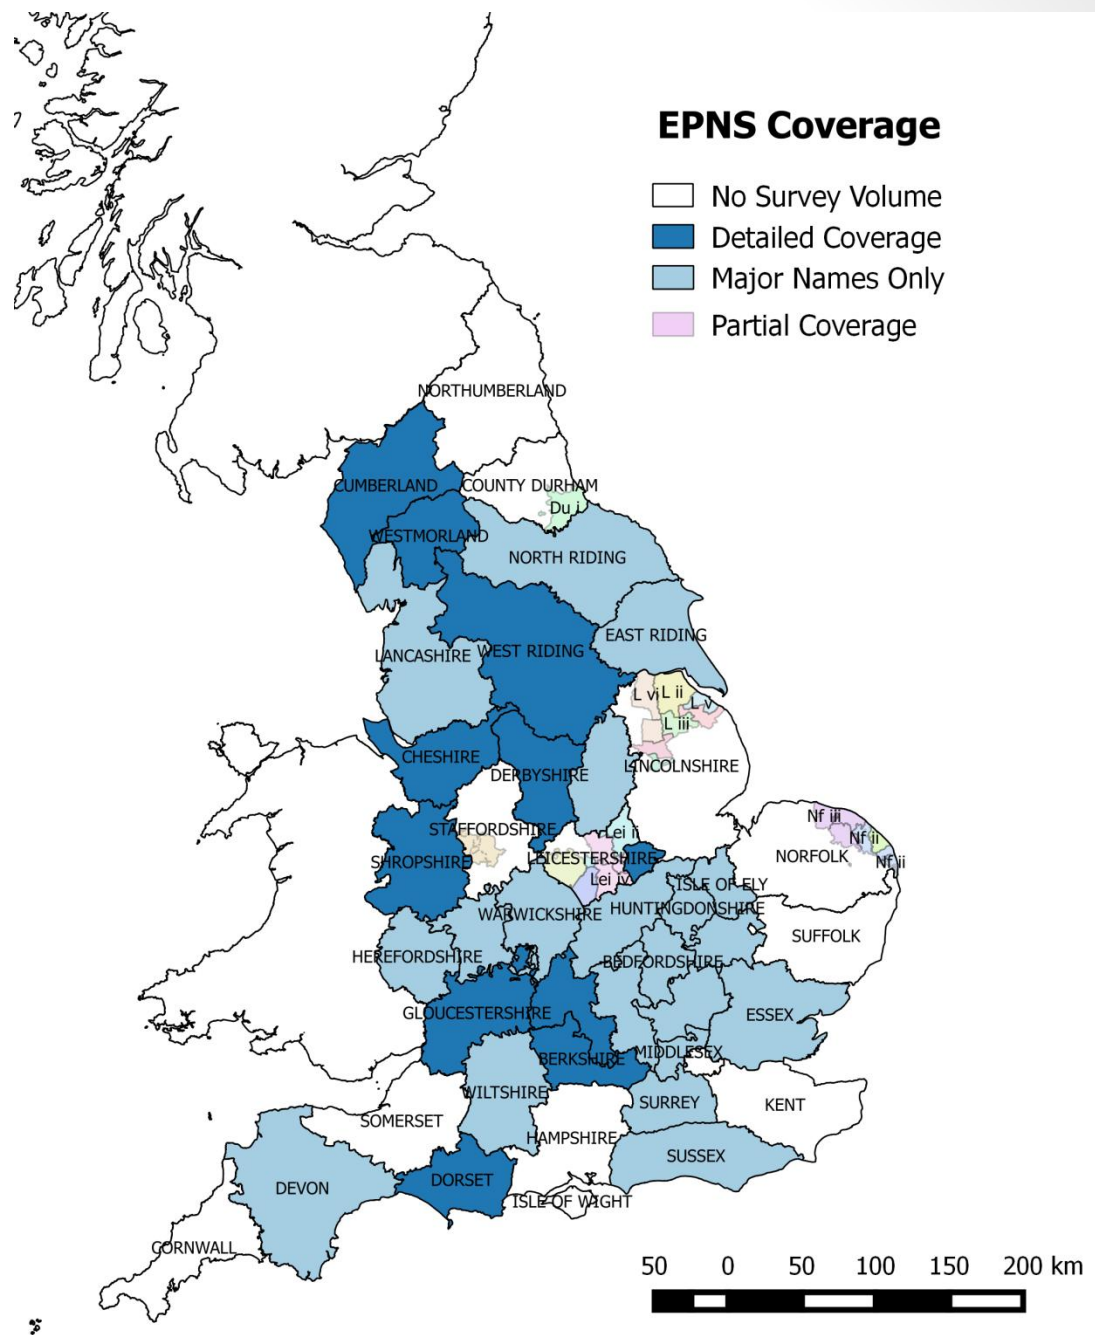 EPNS Coverage
No Survey Volume
Detailed Coverage
Major Names Only
Partial Coverage
NORTHUMBERLAND
CUMBERLAND
COUNTY DURHAM
Du i
WESTMORLAND
NORTH RIDING
EAST RIDING
LANCASHIRE
WEST RIDING
L vi
L ii
L v
L iii
CHESHIRE
DERBYSHIRE
LINCOLNSHIRE
STAFFORDSHIRE
Lei ii
Nf iii
Nf ii
Nf ii
SHROPSHIRE
LEICESTERSHIRE
NORFOLK
Lei iv
ISLE OF ELY
WARWICKSHIRE
HUNTINGDONSHIRE
SUFFOLK
HEREFORDSHIRE
BEDFORDSHIRE
GLOUCESTERSHIRE
ESSEX
BERKSHIRE
MIDDLESEX
WILTSHIRE
SURREY
KENT
SOMERSET
HAMPSHIRE
SUSSEX
DEVON
DORSET
ISLE OF WIGHT
CORNWALL
50 0 50 100 150 200 km